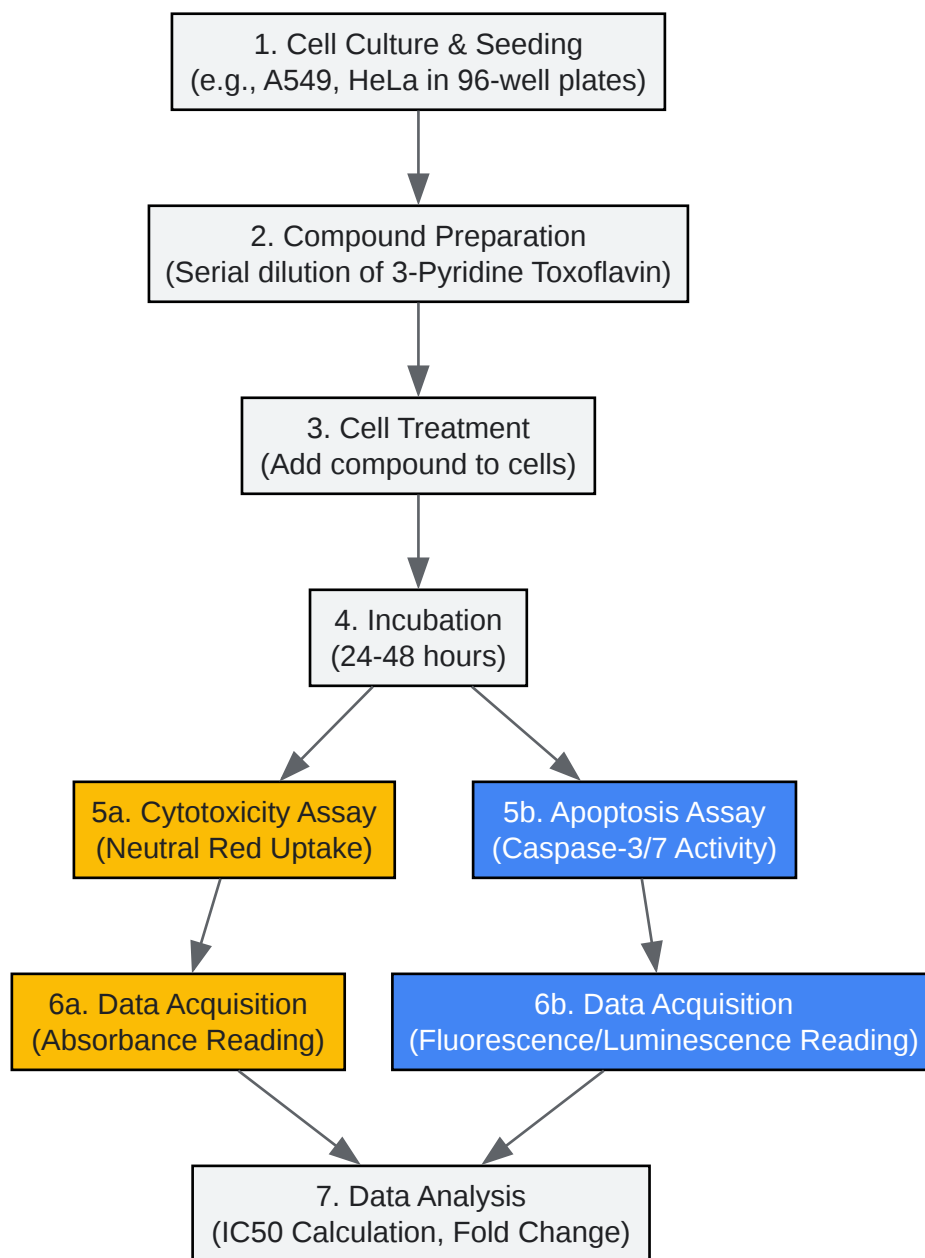 1. Cell Culture & Seeding
(e.g., A549, HeLa in 96-well plates)
2. Compound Preparation
(Serial dilution of 3-Pyridine Toxoflavin)
3. Cell Treatment
(Add compound to cells)
4. Incubation
(24-48 hours)
5a. Cytotoxicity Assay
(Neutral Red Uptake)
5b. Apoptosis Assay
(Caspase-3/7 Activity)
6a. Data Acquisition
(Absorbance Reading)
6b. Data Acquisition
(Fluorescence/Luminescence Reading)
7. Data Analysis
(IC50 Calculation, Fold Change)